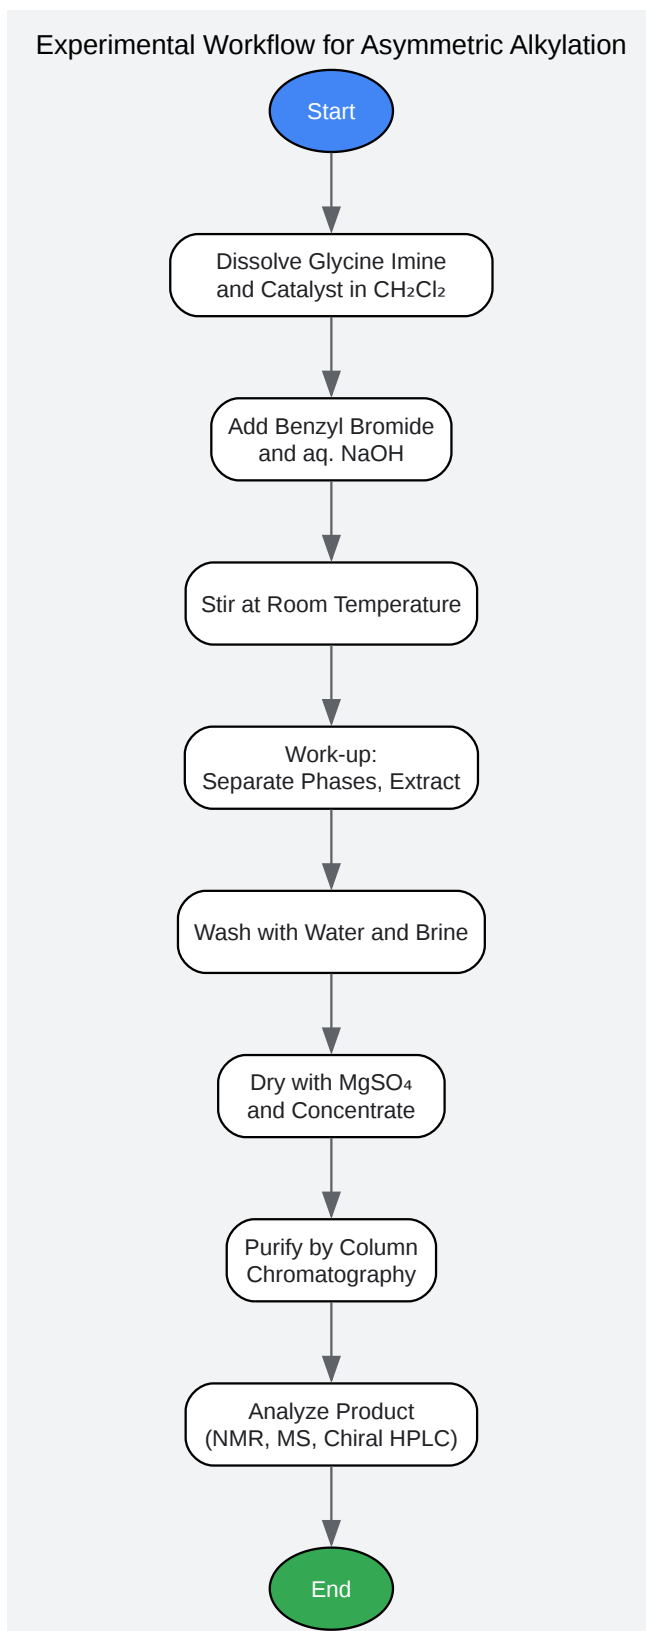 Experimental Workflow for Asymmetric Alkylation
Start
Dissolve Glycine Imine
and Catalyst in CH₂Cl₂
Add Benzyl Bromide
and aq. NaOH
Stir at Room Temperature
Work-up:
Separate Phases, Extract
Wash with Water and Brine
Dry with MgSO₄
and Concentrate
Purify by Column
Chromatography
Analyze Product
(NMR, MS, Chiral HPLC)
End